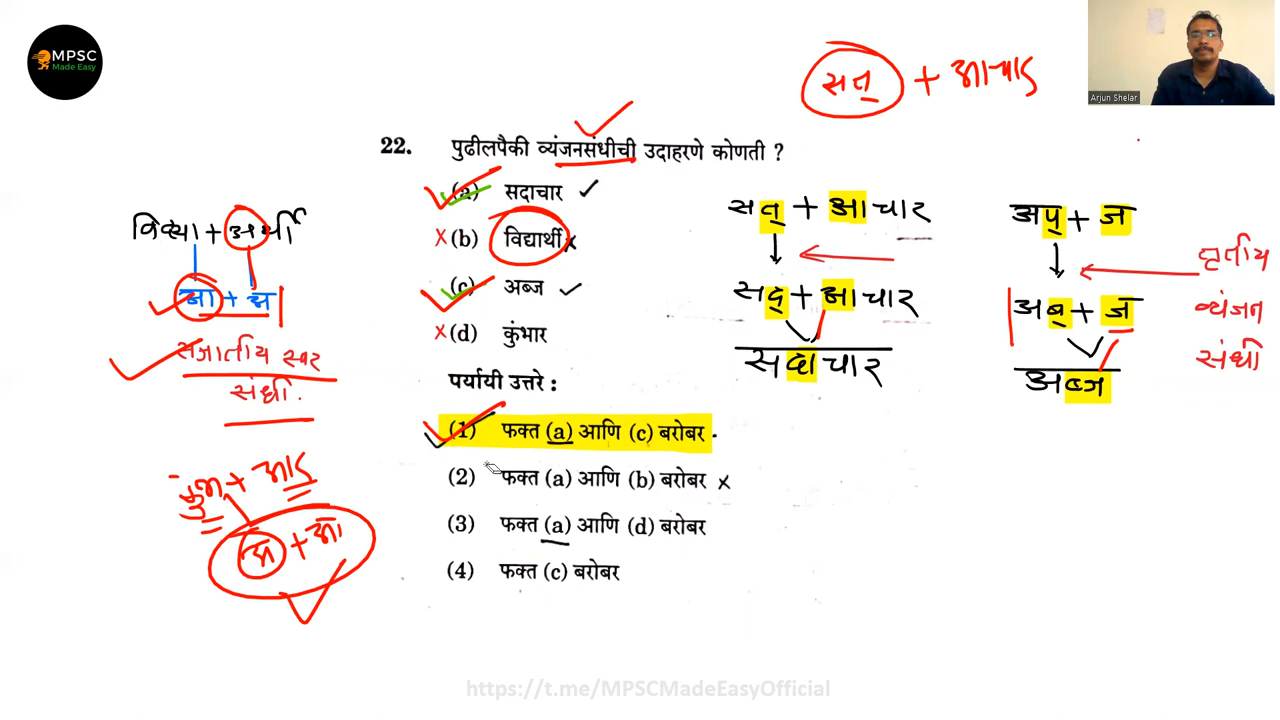 MPSC
Made Easy
सत् + आचार
Arjun Shelar
22. पुढीलपैकी व्यंजनसंधीची उदाहरणे कोणती ?
(a) सदाचार ✓
x (b) विद्यार्थी x
(c) अब्ज ✓
x (d) कुंभार
पर्यायी उत्तरे :
(1) फक्त (a) आणि (c) बरोबर
(2) फक्त (a) आणि (b) बरोबर x
(3) फक्त (a) आणि (d) बरोबर
(4) फक्त (c) बरोबर
विद्या + अर्थी
आ + अ
सजातीय स्वर
संधी.
कुंभ + आर
अ + आ
सत् + आचार
सद् + आचार
सदाचार
अप् + ज
अब् + ज
अब्ज
तृतीय
व्यंजन
संधी
https://t.me/MPSCMadeEasyOfficial